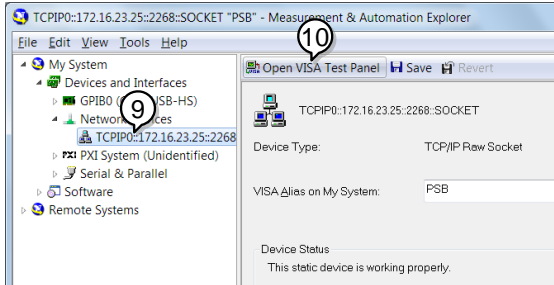 TCPIP0::172.16.23.25::2268::SOCKET "PSB" - Measurement & Automation Explorer
File Edit View Tools Help
10
My System
Devices and Interfaces
GPIB0 SB-HS)
9
Network ces
TCPIP0::172.16.23.25::2268
PXI PXI System (Unidentified)
Serial & Parallel
Software
Remote Systems
Open VISA Test Panel Save Revert
TCPIP0::172.16.23.25::2268::SOCKET
Device Type: TCP/IP Raw Socket
VISA Alias on My System: PSB
Device Status
This static device is working properly.